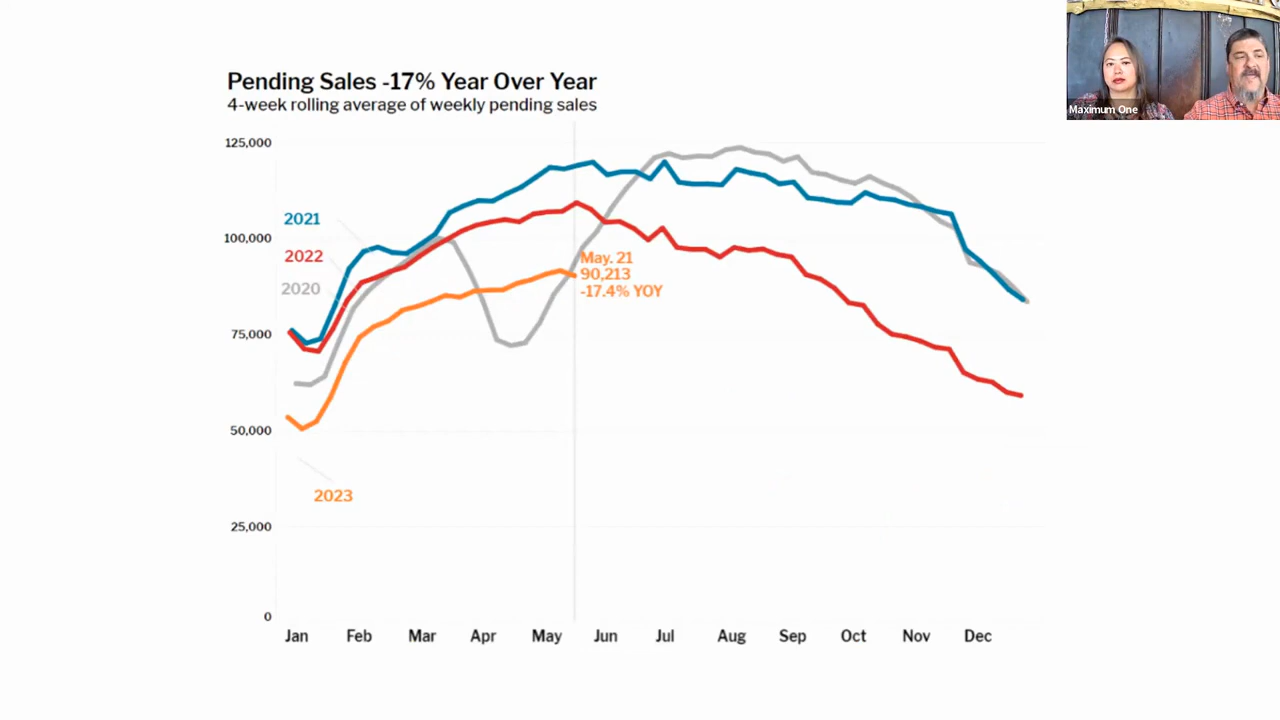 Pending Sales -17% Year Over Year
4-week rolling average of weekly pending sales
Maximum One
125,000
2021
100,000
2022
May. 21
90,213
2020
-17.4% YOY
75,000
50,000
2023
25,000
0
Jan Feb Mar Apr May Jun Jul Aug Sep Oct Nov Dec